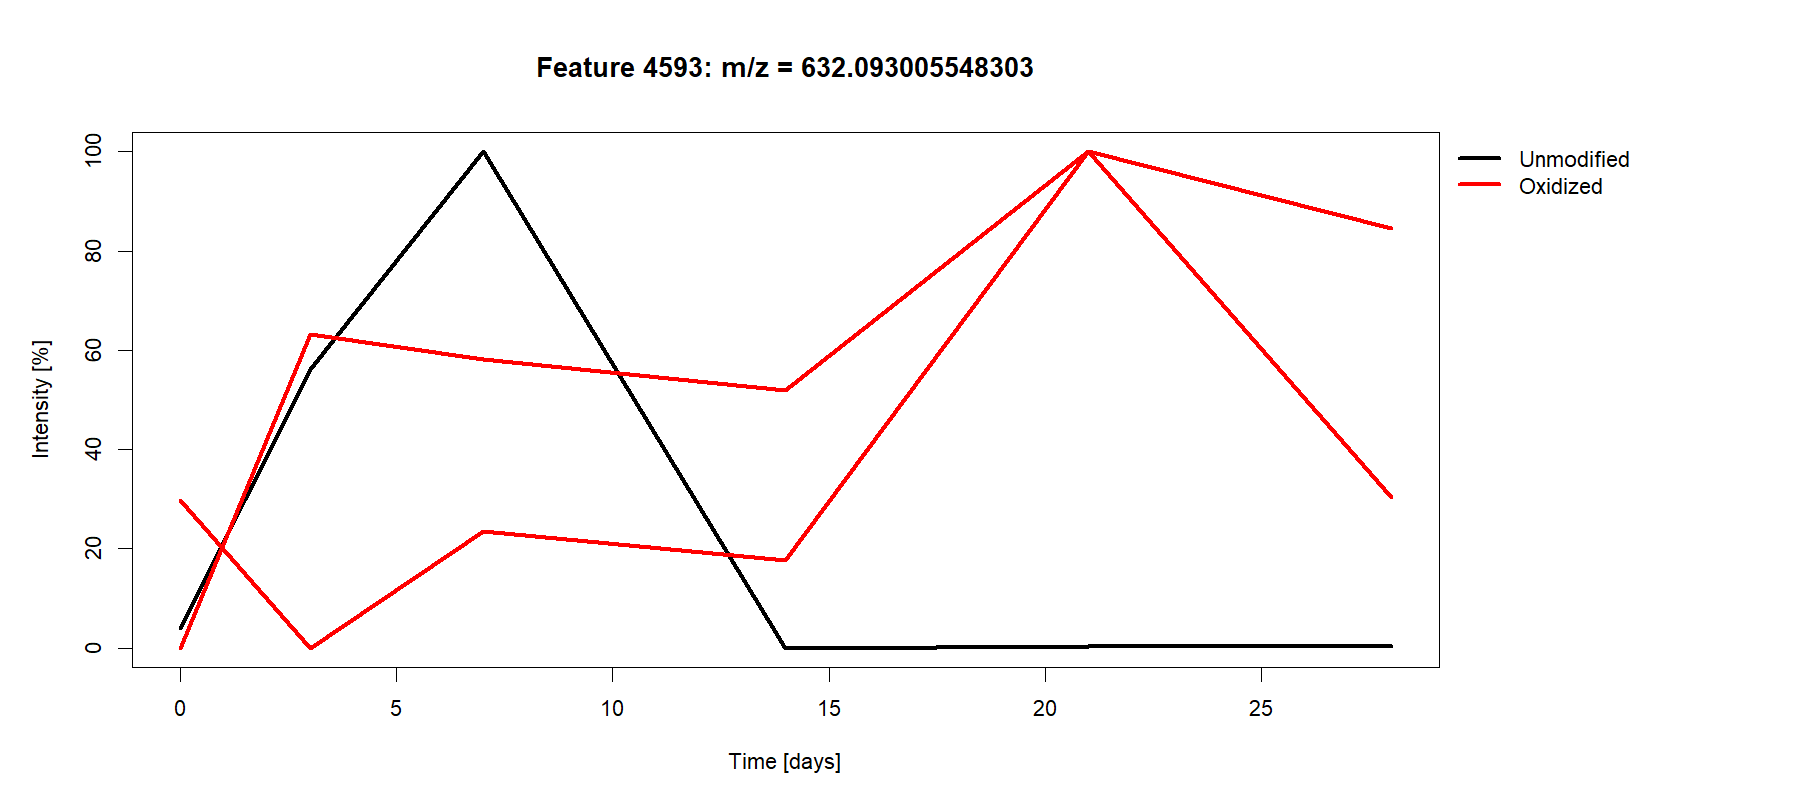 Feature 4593: m/z = 632.093005548303
Unmodified
Oxidized
Intensity [%]
100
80
60
40
20
0
0 5 10 15 20 25
Time [days]